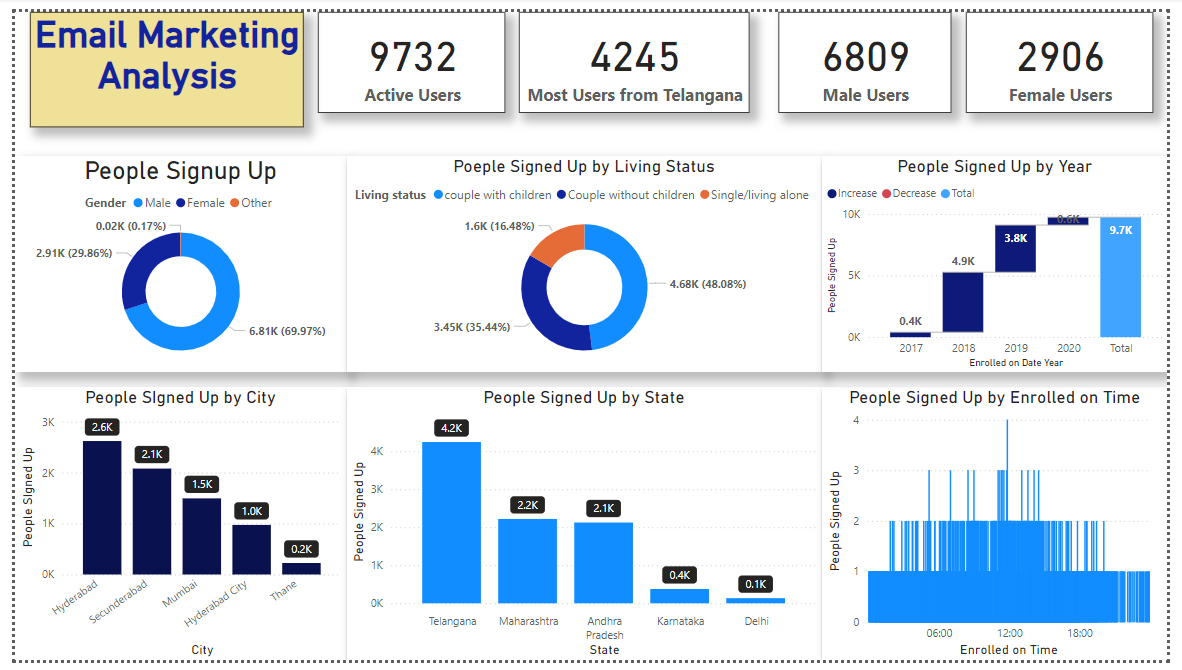 Email Marketing
Analysis
9732
Active Users
4245
Most Users from Telangana
6809
Male Users
2906
Female Users
People Signup Up
Gender Male Female Other
0.02K (0.17%)
2.91K (29.86%)
6.81K (69.97%)
Poeple Signed Up by Living Status
Living status couple with children Couple without children Single/living alone
1.6K (16.48%)
4.68K (48.08%)
3.45K (35.44%)
People Signed Up by Year
Increase Decrease Total
People Signed Up
10K
5K
0K
0.4K
4.9K
3.8K
0.6K
9.7K
2017 2018 2019 2020 Total
Enrolled on Date Year
People SIgned Up by City
People SIgned Up
3K
2K
1K
0K
2.6K
2.1K
1.5K
1.0K
0.2K
Hyderabad
Secunderabad
Mumbai
Hyderabad City
Thane
City
People Signed Up by State
People Signed Up
4K
3K
2K
1K
0K
4.2K
2.2K
2.1K
0.4K
0.1K
Telangana
Maharashtra
Andhra
Pradesh
Karnataka
Delhi
State
People Signed Up by Enrolled on Time
People Signed Up
4
3
2
1
0
06:00 12:00 18:00
Enrolled on Time